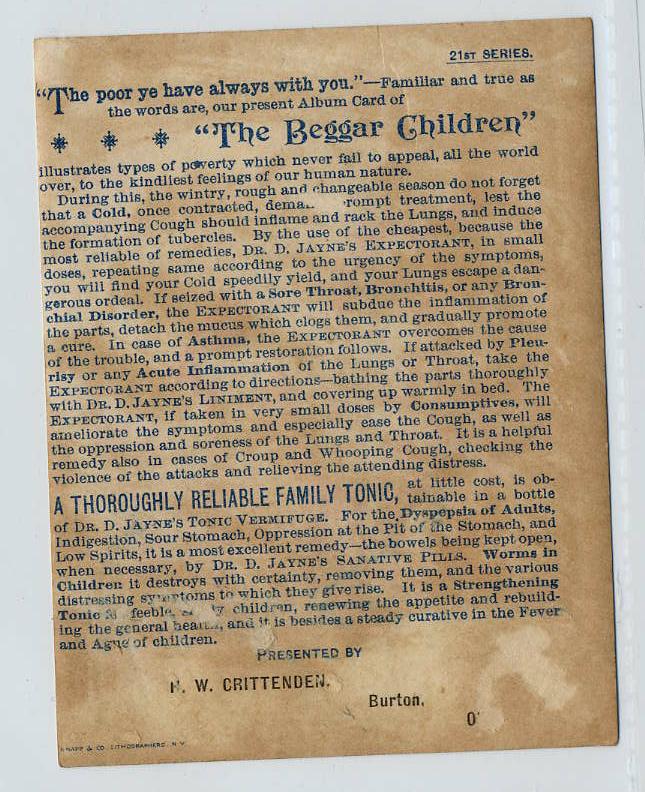 21ST SERIES.
"The poor ye have always with you."—Familiar and true as
the words are, our present Album Card of
"The Beggar Children"
illustrates types of poverty which never fail to appeal, all the world
over, to the kindliest feelings of our human nature.
During this, the wintry, rough and changeable season do not forget
that a Cold, once contracted, dema.. rompt treatment, lest the
accompanying Cough should inflame and rack the Lungs, and induce
the formation of tubercles. By the use of the cheapest, because the
most reliable of remedies, DR. D. JAYNE'S EXPECTORANT, in small
doses, repeating same according to the urgency of the symptoms,
you will find your Cold speedily yield, and your Lungs escape a dan-
gerous ordeal. If seized with a Sore Throat, Bronchitis, or any Bron-
chial Disorder, the EXPECTORANT will subdue the inflammation of
the parts, detach the mucus which clogs them, and gradually promote
a cure. In case of Asthma, the EXPECTORANT overcomes the cause
of the trouble, and a prompt restoration follows. If attacked by Pleu-
risy or any Acute Inflammation of the Lungs or Throat, take the
EXPECTORANT according to directions—bathing the parts thoroughly
with DR. D. JAYNE'S LINIMENT, and covering up warmly in bed. The
EXPECTORANT, if taken in very small doses by Consumptives, will
ameliorate the symptoms and especially ease the Cough, as well as
the oppression and soreness of the Lungs and Throat. It is a helpful
remedy also in cases of Croup and Whooping Cough, checking the
violence of the attacks and relieving the attending distress.
A THOROUGHLY RELIABLE FAMILY TONIC, at little cost, is ob-
tainable in a bottle
of DR. D. JAYNE'S TONIC VERMIFUGE. For the Dyspepsia of Adults,
Indigestion, Sour Stomach, Oppression at the Pit of the Stomach, and
Low Spirits, it is a most excellent remedy—the bowels being kept open,
when necessary, by DR. D. JAYNE'S SANATIVE PILLS. Worms in
Children it destroys with certainty, removing them, and the various
distressing symptoms to which they give rise. It is a Strengthening
Tonic feeble, children, renewing the appetite and rebuild-
ing the general health, and it is besides a steady curative in the Fever
and Ague of children.
PRESENTED BY
H. W. CRITTENDEN.
Burton,
O
KNAPP & CO. LITHOGRAPHERS, N.Y.